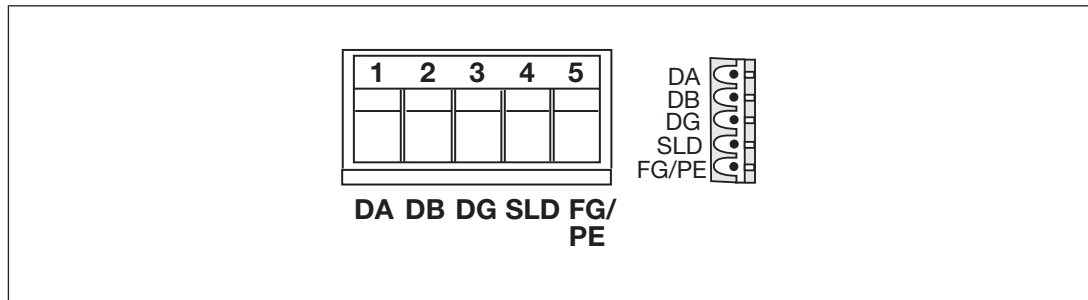 1 2 3 4 5
DA DB DG SLD FG/
PE
DA
DB
DG
SLD
FG/PE